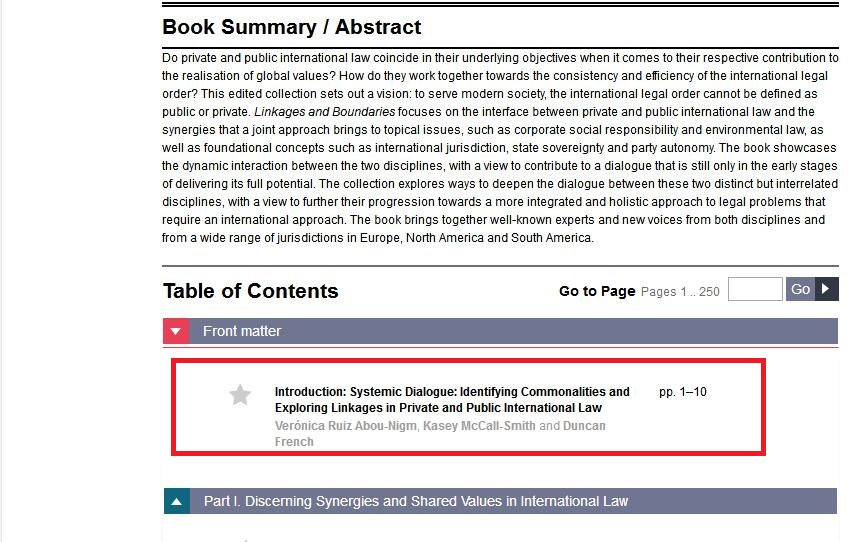 Book Summary / Abstract
Do private and public international law coincide in their underlying objectives when it comes to their respective contribution to
the realisation of global values? How do they work together towards the consistency and efficiency of the international legal
order? This edited collection sets out a vision: to serve modern society, the international legal order cannot be defined as
public or private. Linkages and Boundaries focuses on the interface between private and public international law and the
synergies that a joint approach brings to topical issues, such as corporate social responsibility and environmental law, as
well as foundational concepts such as international jurisdiction, state sovereignty and party autonomy. The book showcases
the dynamic interaction between the two disciplines, with a view to contribute to a dialogue that is still only in the early stages
of delivering its full potential. The collection explores ways to deepen the dialogue between these two distinct but interrelated
disciplines, with a view to further their progression towards a more integrated and holistic approach to legal problems that
require an international approach. The book brings together well-known experts and new voices from both disciplines and
from a wide range of jurisdictions in Europe, North America and South America.
Table of Contents
Go to Page Pages 1 .. 250 Go
Front matter
Introduction: Systemic Dialogue: Identifying Commonalities and pp. 1–10
Exploring Linkages in Private and Public International Law
Verónica Ruiz Abou-Nigm, Kasey McCall-Smith and Duncan
French
Part I. Discerning Synergies and Shared Values in International Law